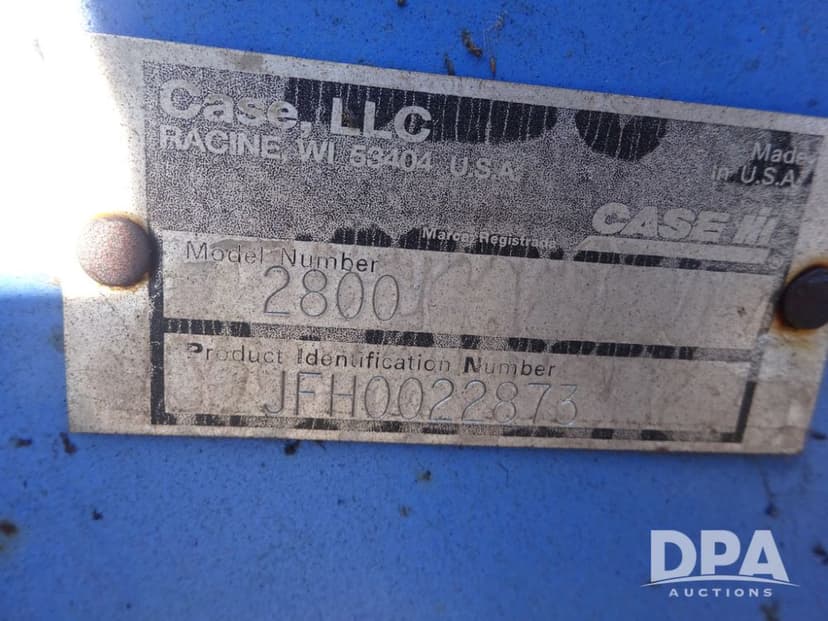 Case, LLC
RACINE, WI 53404 U.S.A.
Made
in U.S.A.
CASE IH
Marca Registrada
Model Number
2800
Product Identification Number
JFH0022873
DPA
AUCTIONS